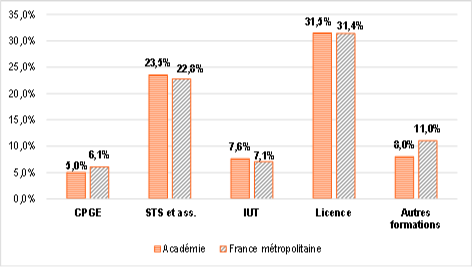 35,0%
30,0%
25,0%
20,0%
15,0%
10,0%
5,0%
0,0%
5,0%
6,1%
23,5%
22,8%
7,6%
7,1%
31,5%
31,4%
8,0%
11,0%
CPGE
STS et ass.
IUT
Licence
Autres
formations
Académie
France métropolitaine